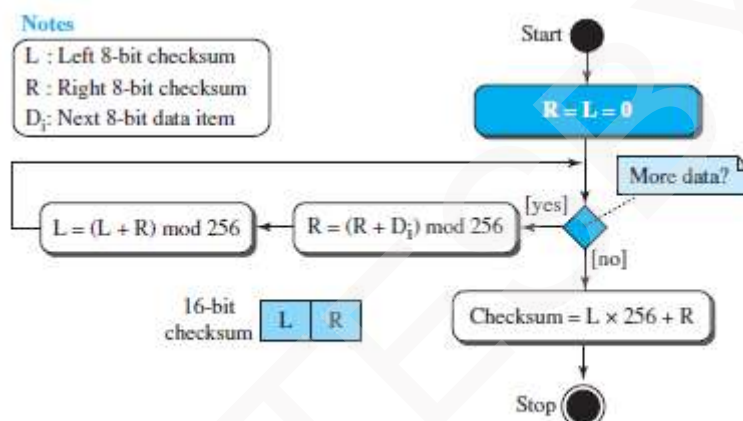 Notes
L : Left 8-bit checksum
R : Right 8-bit checksum
Di: Next 8-bit data item
Start
R = L = 0
More data?
[yes]
L = (L + R) mod 256
R = (R + Di) mod 256
[no]
16-bit
checksum
L
R
Checksum = L × 256 + R
Stop